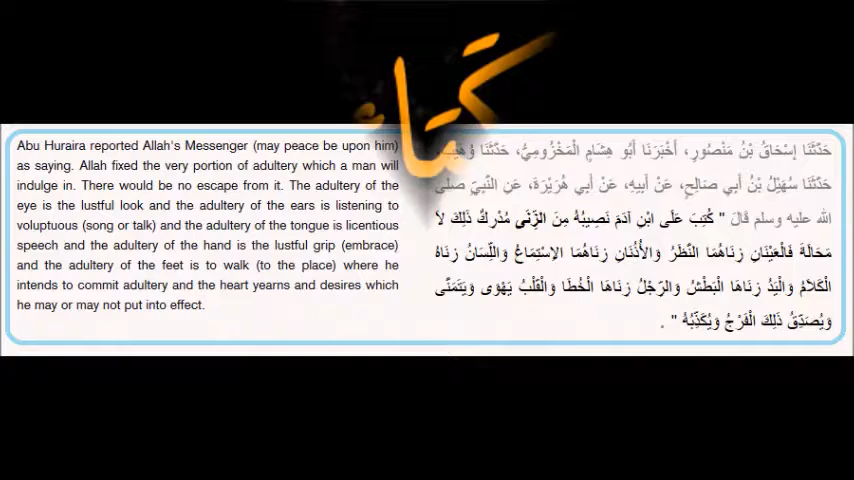 كتاء
Abu Huraira reported Allah's Messenger (may peace be upon him)
as saying. Allah fixed the very portion of adultery which a man will
indulge in. There would be no escape from it. The adultery of the
eye is the lustful look and the adultery of the ears is listening to
voluptuous (song or talk) and the adultery of the tongue is licentious
speech and the adultery of the hand is the lustful grip (embrace)
and the adultery of the feet is to walk (to the place) where he
intends to commit adultery and the heart yearns and desires which
he may or may not put into effect.
حَدَّثَنَا إِسْحَاقُ بْنُ مَنْصُورٍ، أَخْبَرَنَا أَبُو هِشَامٍ الْمَخْزُومِيُّ، حَدَّثَنَا
حَدَّثَنَا سُهَيْلُ بْنُ أَبِي صَالِحٍ، عَنْ أَبِيهِ، عَنْ أَبِي هُرَيْرَةَ، عَنِ النَّبِيِّ صلى
الله عليه وسلم قَالَ " كُتِبَ عَلَى ابْنِ آدَمَ نَصِيبُهُ مِنَ الزِّنَى مُدْرِكٌ ذَلِكَ لاَ
مَحَالَةَ فَالْعَيْنَانِ زِنَاهُمَا النَّظَرُ وَالأُذُنَانِ زِنَاهُمَا الاِسْتِمَاعُ وَاللِّسَانُ زِنَاهُ
الْكَلاَمُ وَالْيَدُ زِنَاهَا الْبَطْشُ وَالرِّجْلُ زِنَاهَا الْخُطَا وَالْقَلْبُ يَهْوَى وَيَتَمَنَّى
وَيُصَدِّقُ ذَلِكَ الْفَرْجُ وَيُكَذِّبُهُ " .